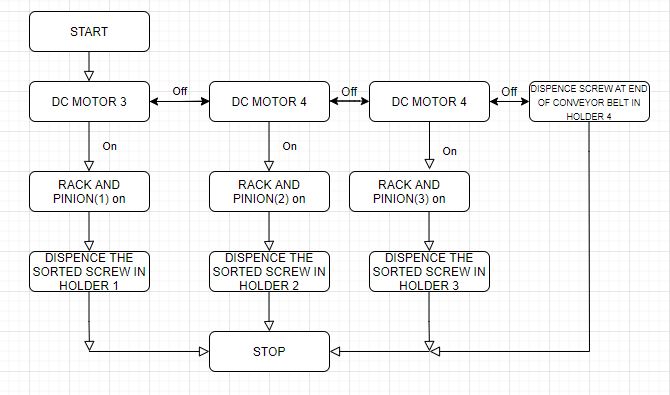 START
DC MOTOR 3
Off
DC MOTOR 4
Off
DC MOTOR 4
Off
DISPENCE SCREW AT END
OF CONVEYOR BELT IN
HOLDER 4
On
On
On
RACK AND
PINION(1) on
RACK AND
PINION(2) on
RACK AND
PINION(3) on
DISPENCE THE
SORTED SCREW IN
HOLDER 1
DISPENCE THE
SORTED SCREW IN
HOLDER 2
DISPENCE THE
SORTED SCREW IN
HOLDER 3
STOP